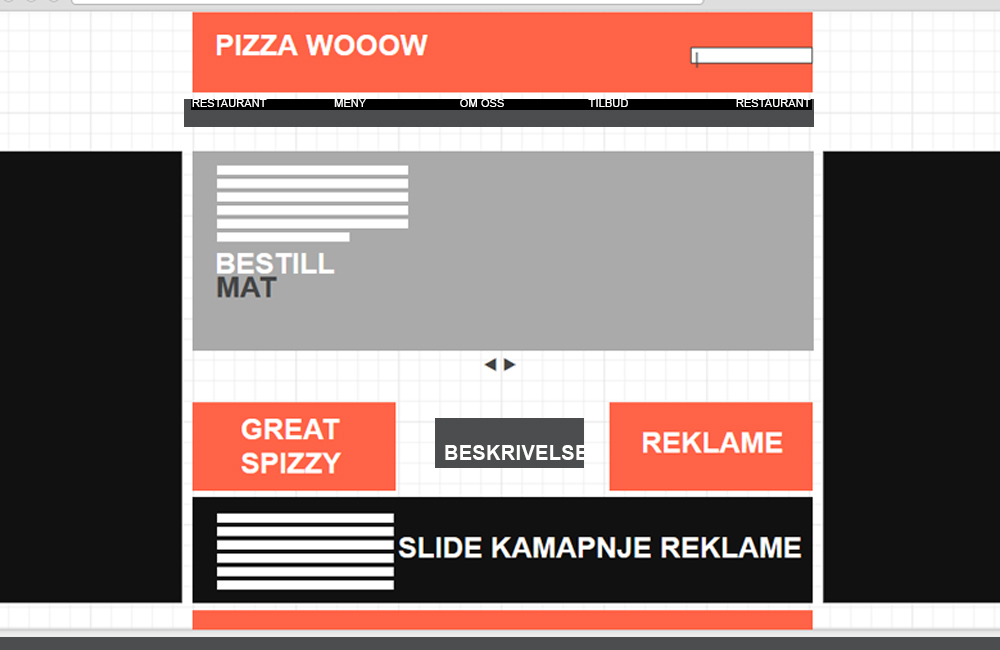 PIZZA WOOOW
RESTAURANT MENY OM OSS TILBUD RESTAURANT
BESTILL
MAT
GREAT
SPIZZY
BESKRIVELSE
REKLAME
SLIDE KAMAPNJE REKLAME